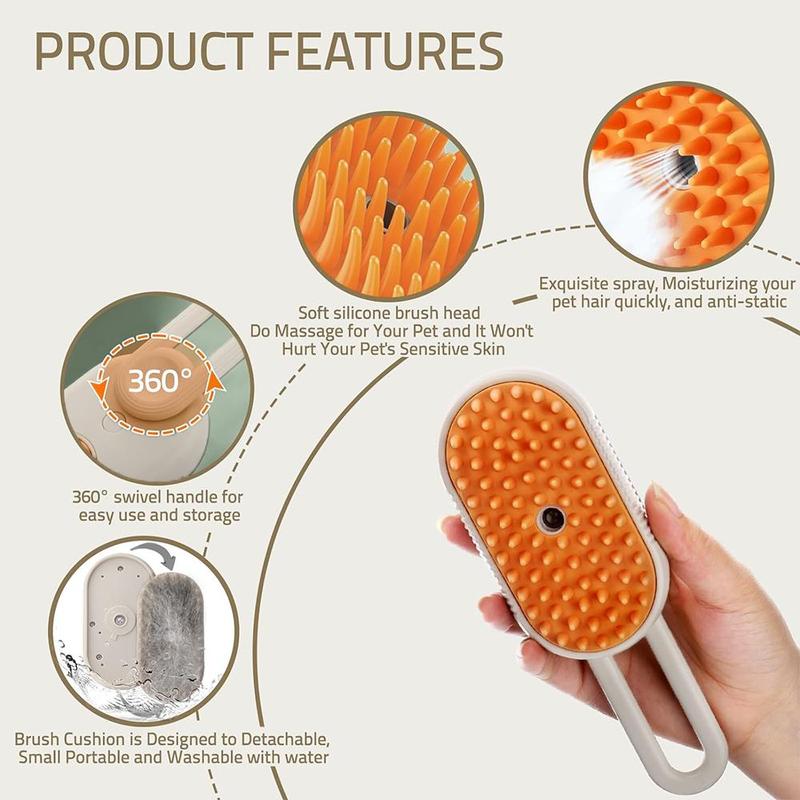 PRODUCT FEATURES
Exquisite spray, Moisturizing your
pet hair quickly, and anti-static
Soft silicone brush head
Do Massage for Your Pet and It Won't
Hurt Your Pet's Sensitive Skin
360°
360° swivel handle for
easy use and storage
Brush Cushion is Designed to Detachable,
Small Portable and Washable with water